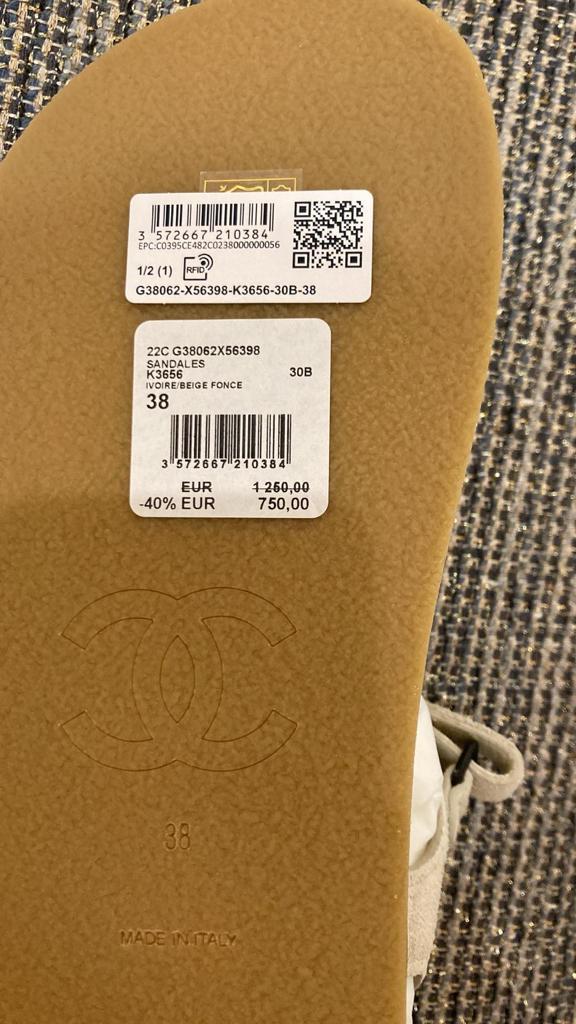 3 572667 210384
EPC:C0395CE482C0238000000056
1/2 (1) RFID
G38062-X56398-K3656-30B-38
22C G38062X56398
SANDALES
K3656 30B
IVOIRE/BEIGE FONCE
38
3 572667 210384
EUR 1 250,00
-40% EUR 750,00
38
MADE IN ITALY